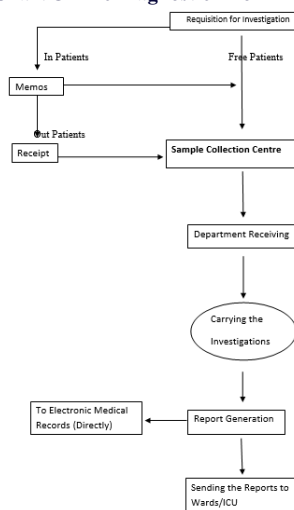 Requisition for Investigation
In Patients
Free Patients
Memos
Out Patients
Receipt
Sample Collection Centre
Department Receiving
Carrying the
Investigations
To Electronic Medical
Records (Directly)
Report Generation
Sending the Reports to
Wards/ICU